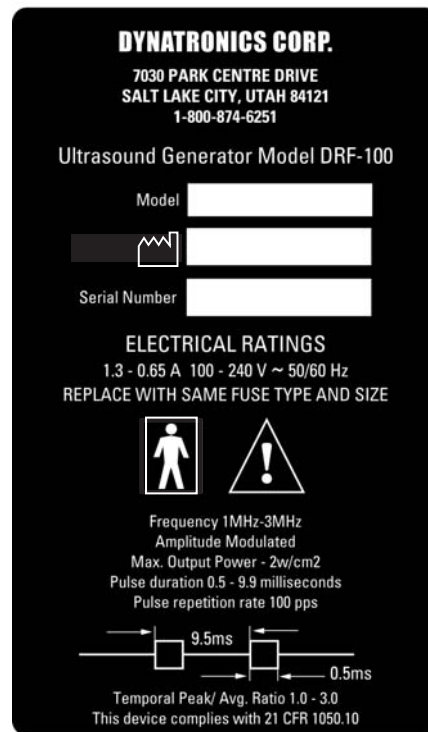 DYNATRONICS CORP.
7030 PARK CENTRE DRIVE
SALT LAKE CITY, UTAH 84121
1-800-874-6251
Ultrasound Generator Model DRF-100
Model
Serial Number
ELECTRICAL RATINGS
1.3 - 0.65 A 100 - 240 V ~ 50/60 Hz
REPLACE WITH SAME FUSE TYPE AND SIZE
!
Frequency 1MHz-3MHz
Amplitude Modulated
Max. Output Power - 2w/cm2
Pulse duration 0.5 - 9.9 milliseconds
Pulse repetition rate 100 pps
9.5ms
0.5ms
Temporal Peak/ Avg. Ratio 1.0 - 3.0
This device complies with 21 CFR 1050.10